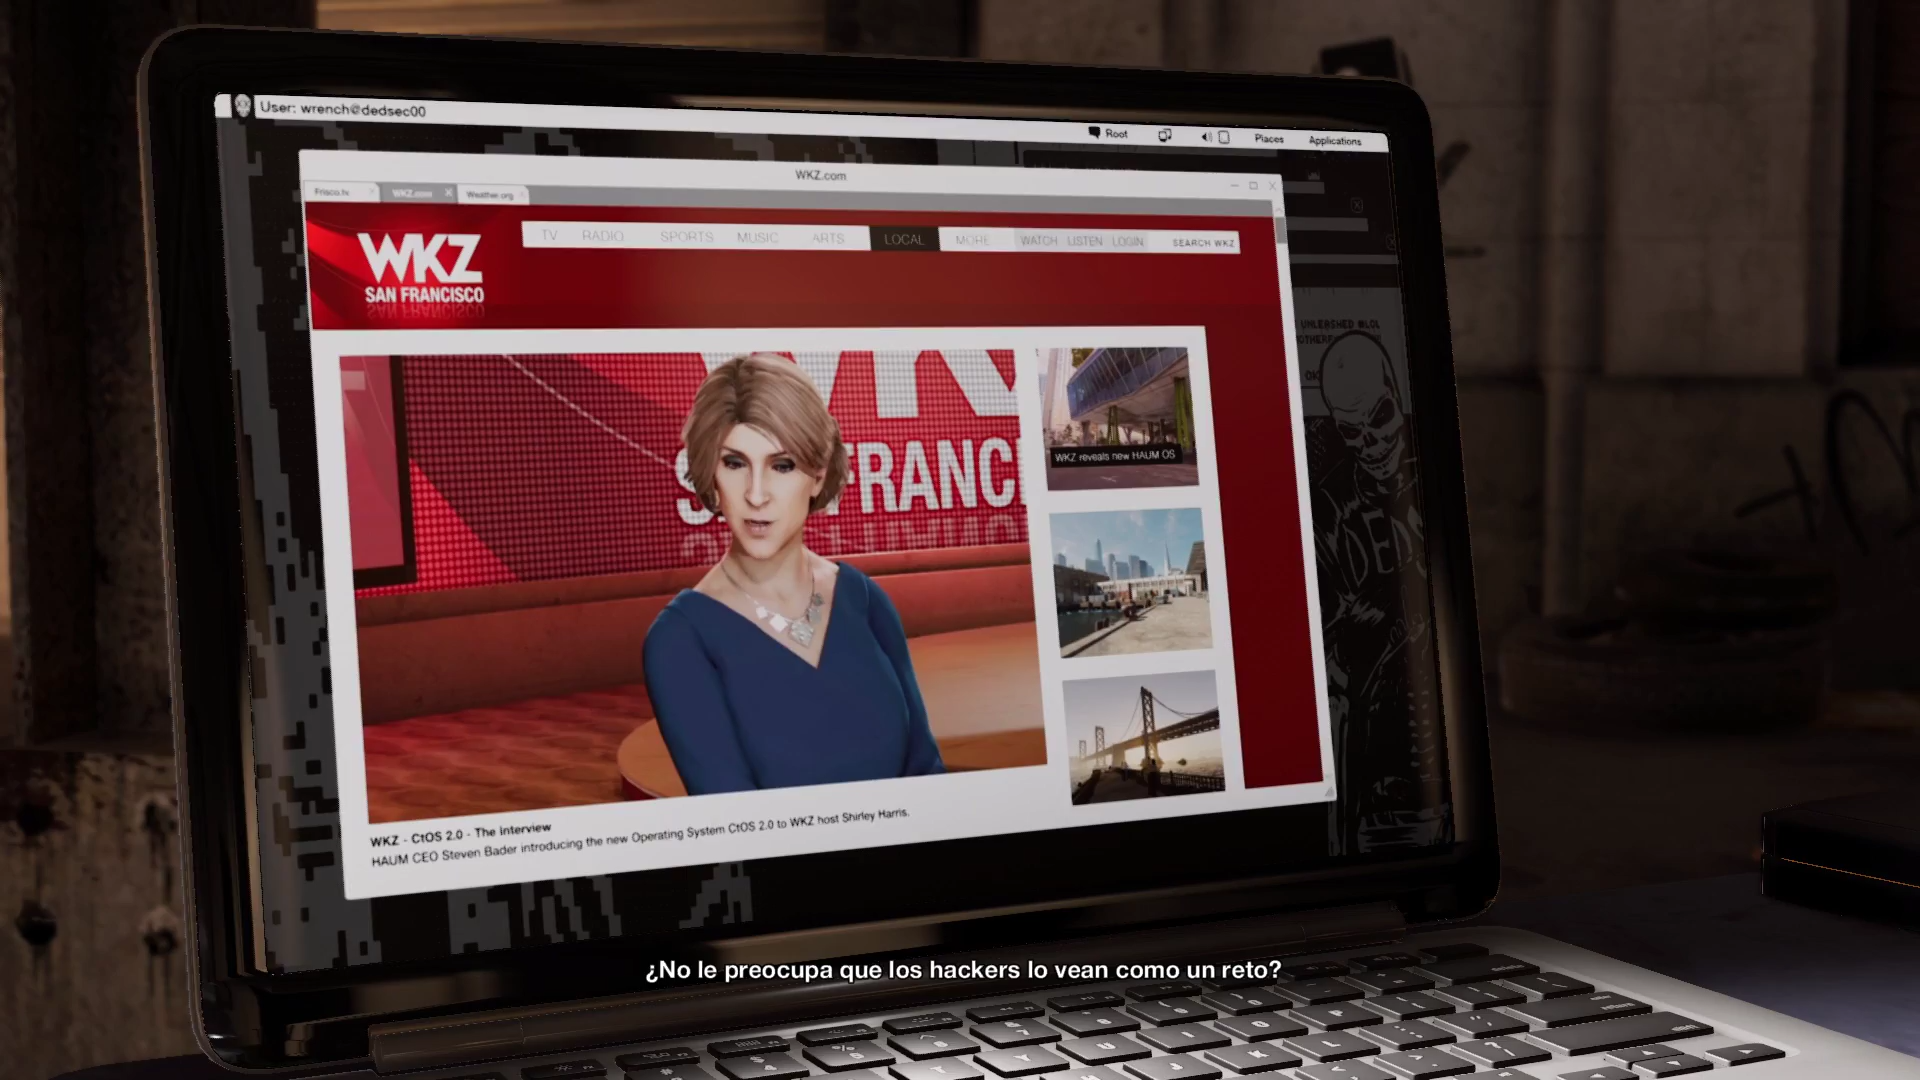 User: wrench@dedsec00
Root
Places
Applications
WKZ.com
Frisco.tv
WKZ.com
Weather.org
WKZ
SAN FRANCISCO
TV RADIO SPORTS MUSIC ARTS LOCAL MORE WATCH LISTEN LOGIN SEARCH WKZ
WKZ reveals new HAUM OS
WKZ - CtOS 2.0 - The Interview
HAUM CEO Steven Bader introducing the new Operating System CtOS 2.0 to WKZ host Shirley Harris.
UNLEASHED
DEDS
¿No le preocupa que los hackers lo vean como un reto?